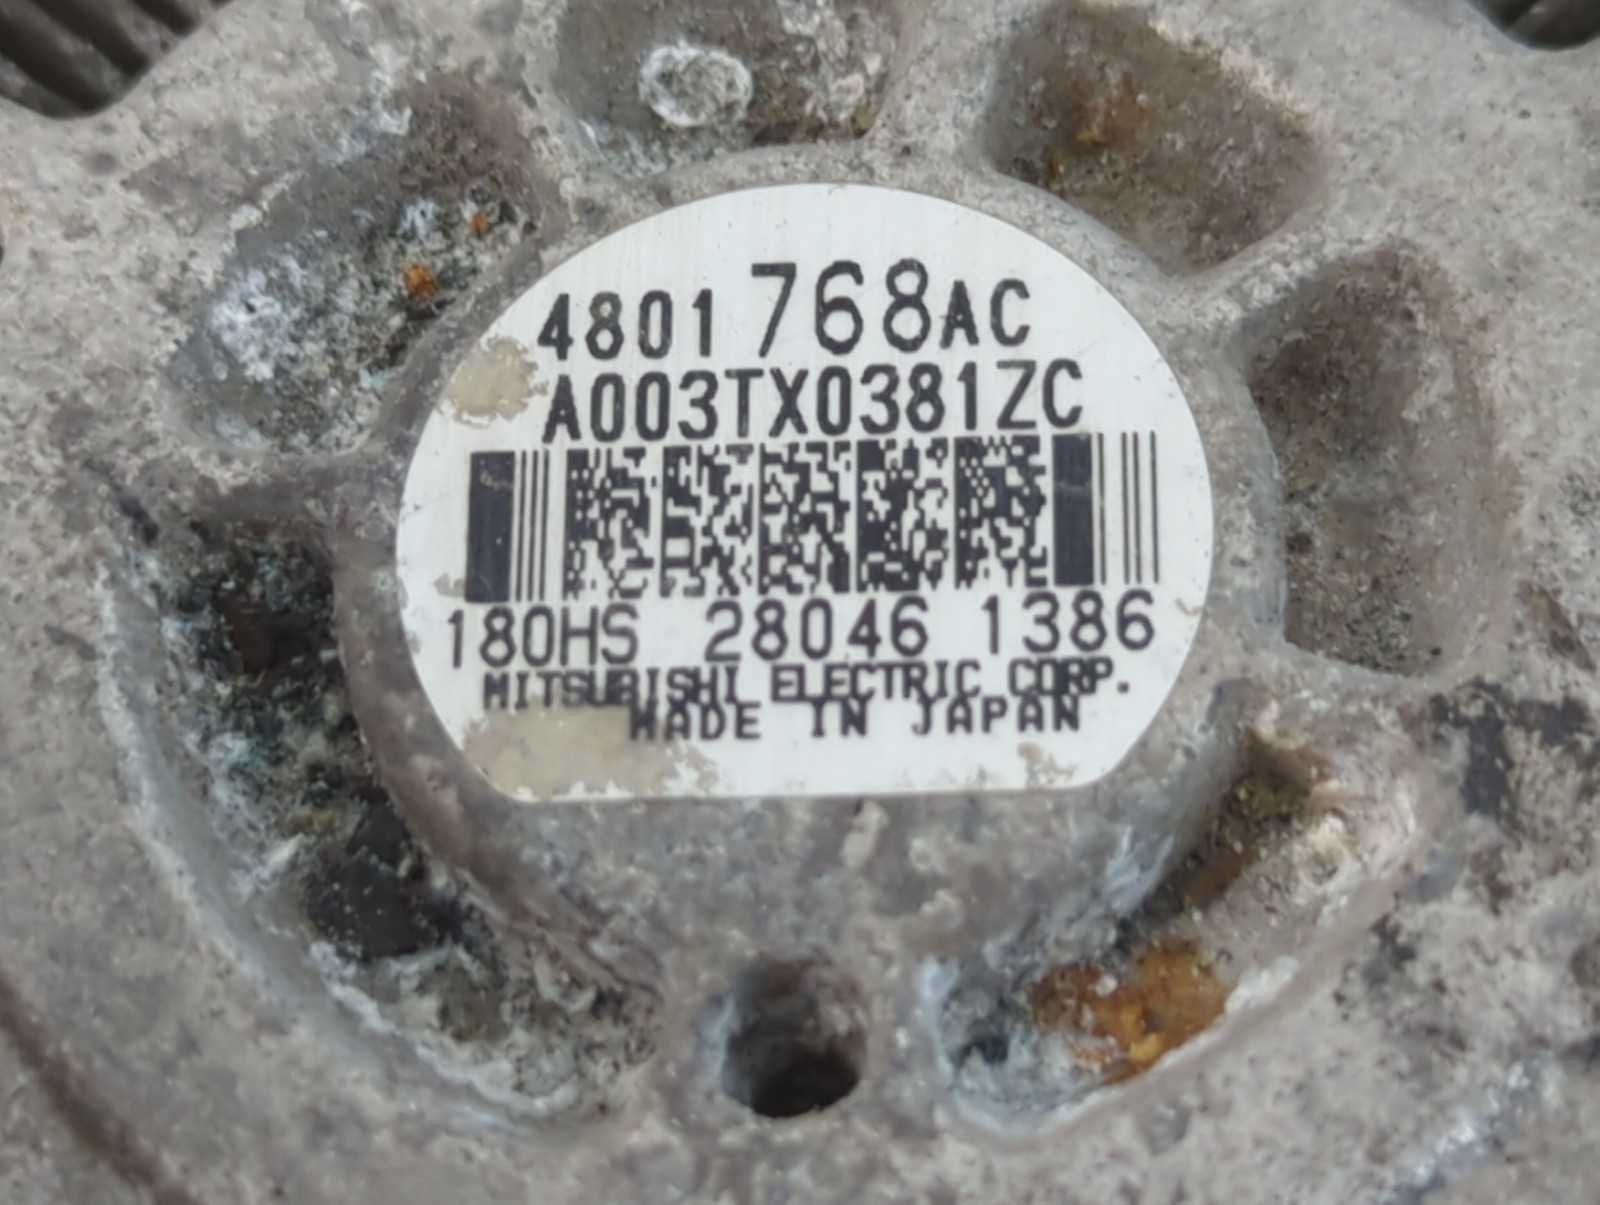 4801768AC
A003TX0381ZC
180HS 28046 1386
MITSUBISHI ELECTRIC CORP.
MADE IN JAPAN